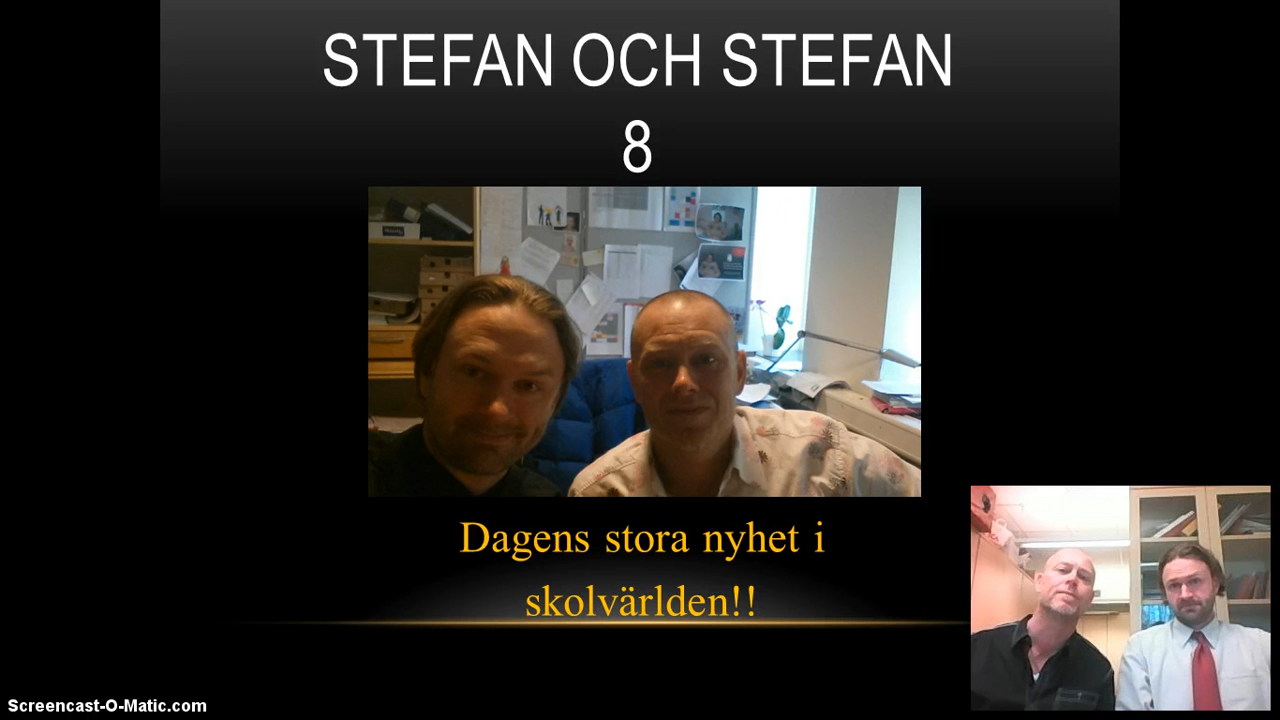 STEFAN OCH STEFAN
8
Dagens stora nyhet i
skolvärlden!!
Screencast-O-Matic.com